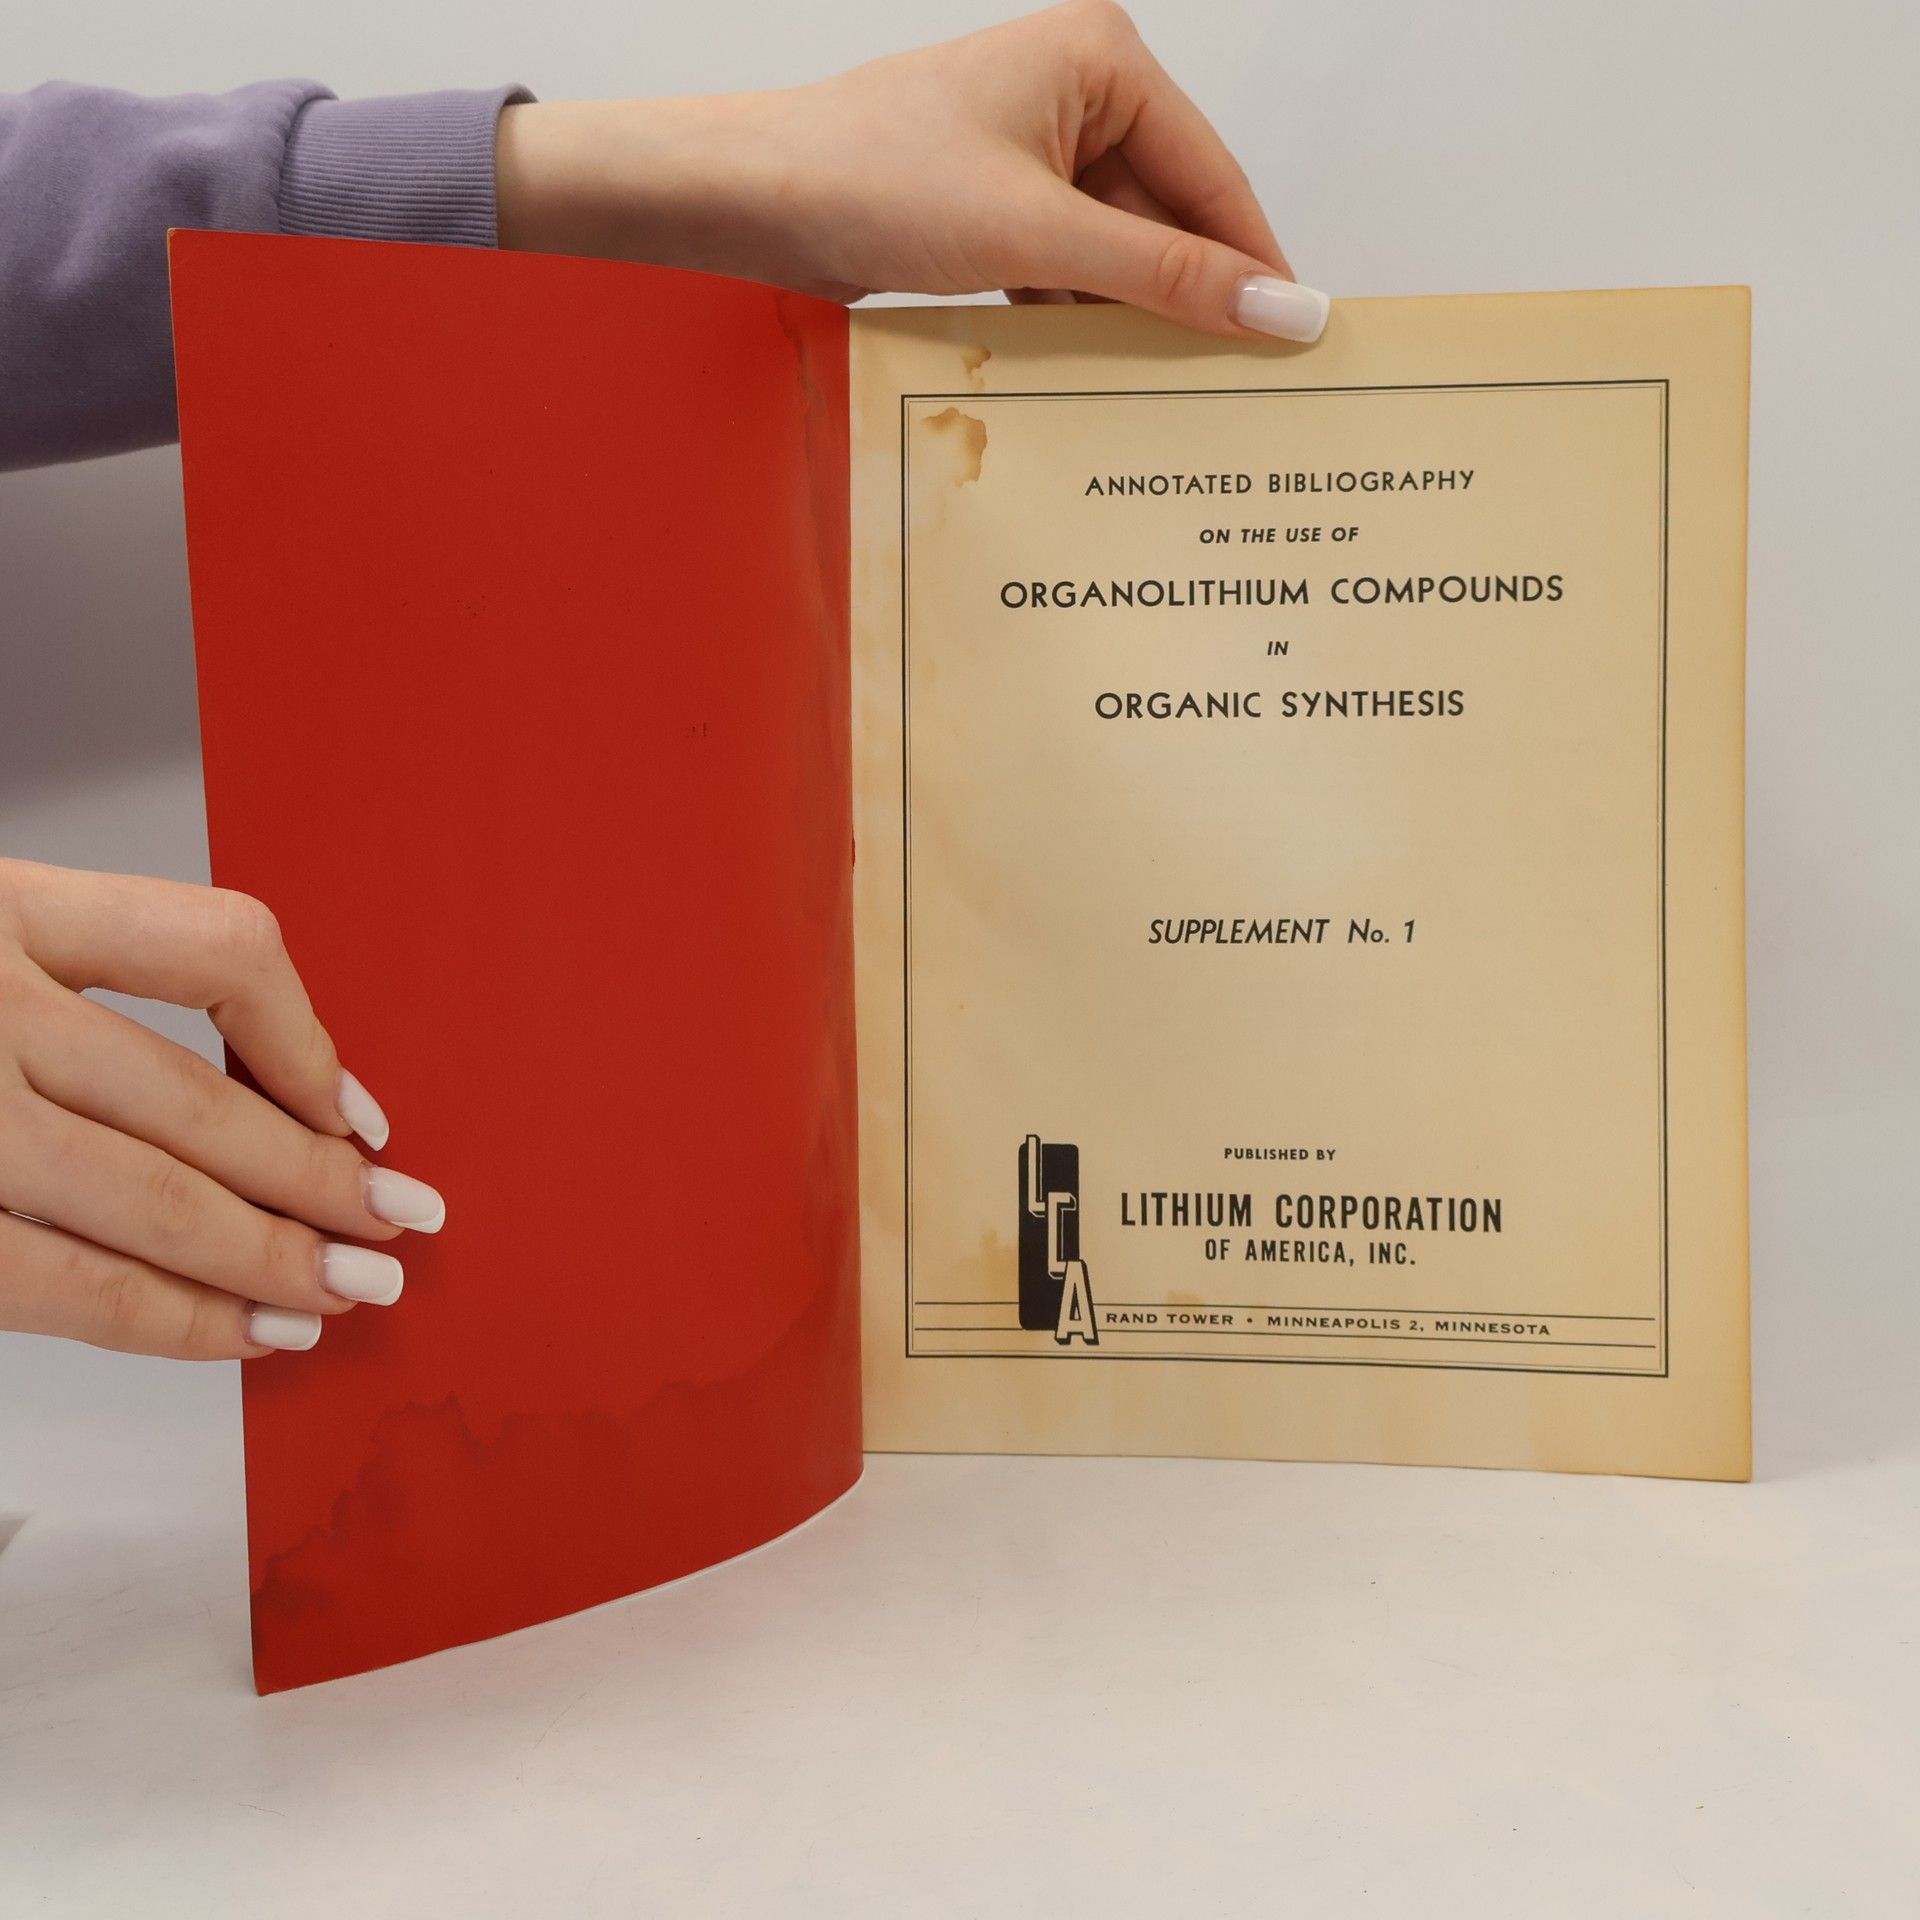 ANNOTATED BIBLIOGRAPHY
ON THE USE OF
ORGANOLITHIUM COMPOUNDS
IN
ORGANIC SYNTHESIS
SUPPLEMENT No. 1
PUBLISHED BY
LCA
LITHIUM CORPORATION
OF AMERICA, INC.
RAND TOWER • MINNEAPOLIS 2, MINNESOTA